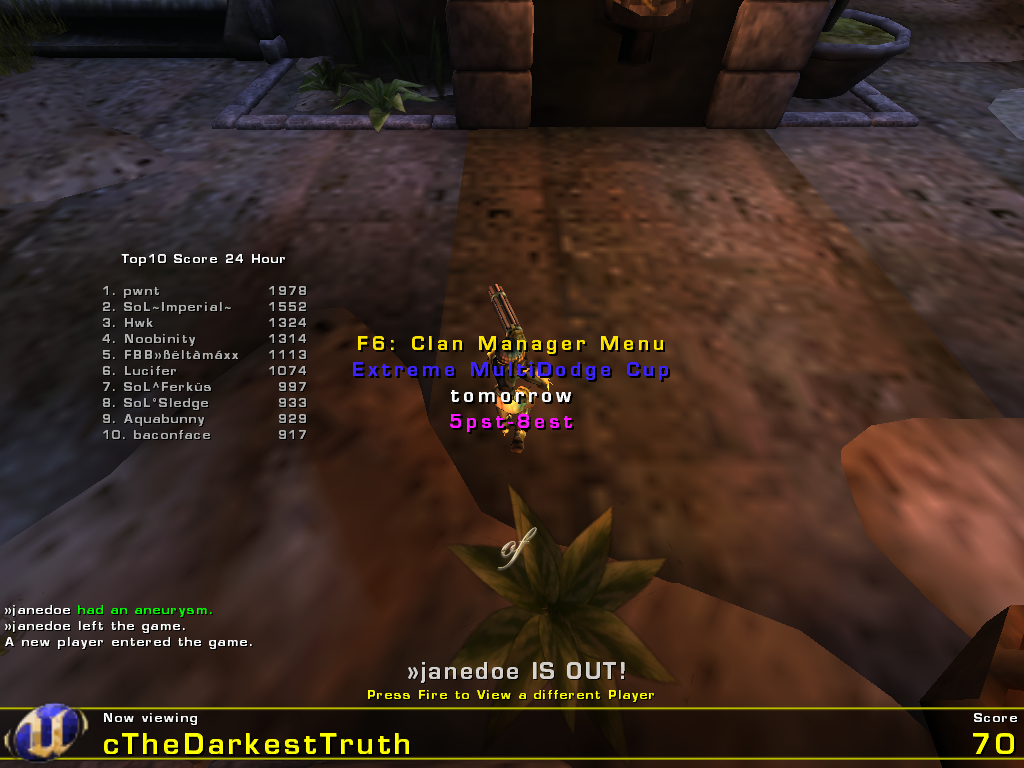 Top10 Score 24 Hour
1. pwnt 1978
2. SoL~Imperial~ 1552
3. Hwk 1324
4. Noobinity 1314
5. FBB»ßëltàmáxx 1113
6. Lucifer 1074
7. SoL^Ferkûs 997
8. SoL°Sledge 933
9. Aquabunny 929
10. baconface 917
F6: Clan Manager Menu
Extreme MultiDodge Cup
tomorrow
5pst-8est
of
»janedoe had an aneurysm.
»janedoe left the game.
A new player entered the game.
»janedoe IS OUT!
Press Fire to View a different Player
Now viewing
cTheDarkestTruth
Score
70